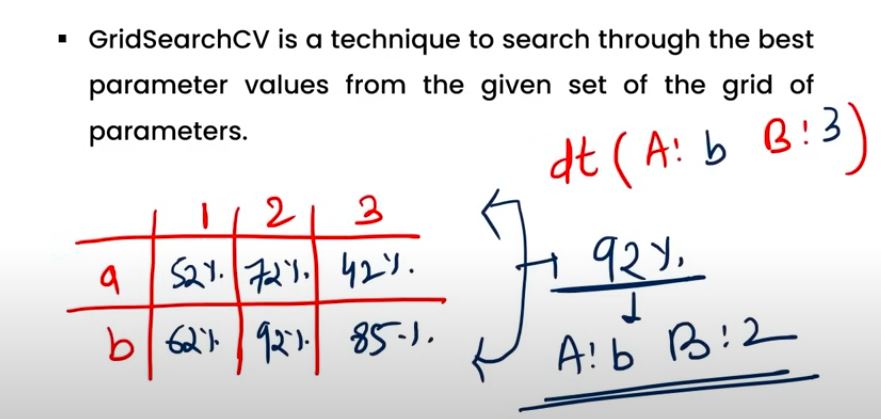 ▪ GridSearchCV is a technique to search through the best
parameter values from the given set of the grid of
parameters.
dt ( A: b B: 3 )
1 2 3
a 52%. 72%. 42%.
92%.
b 62% 92% 85%.
A: b B: 2